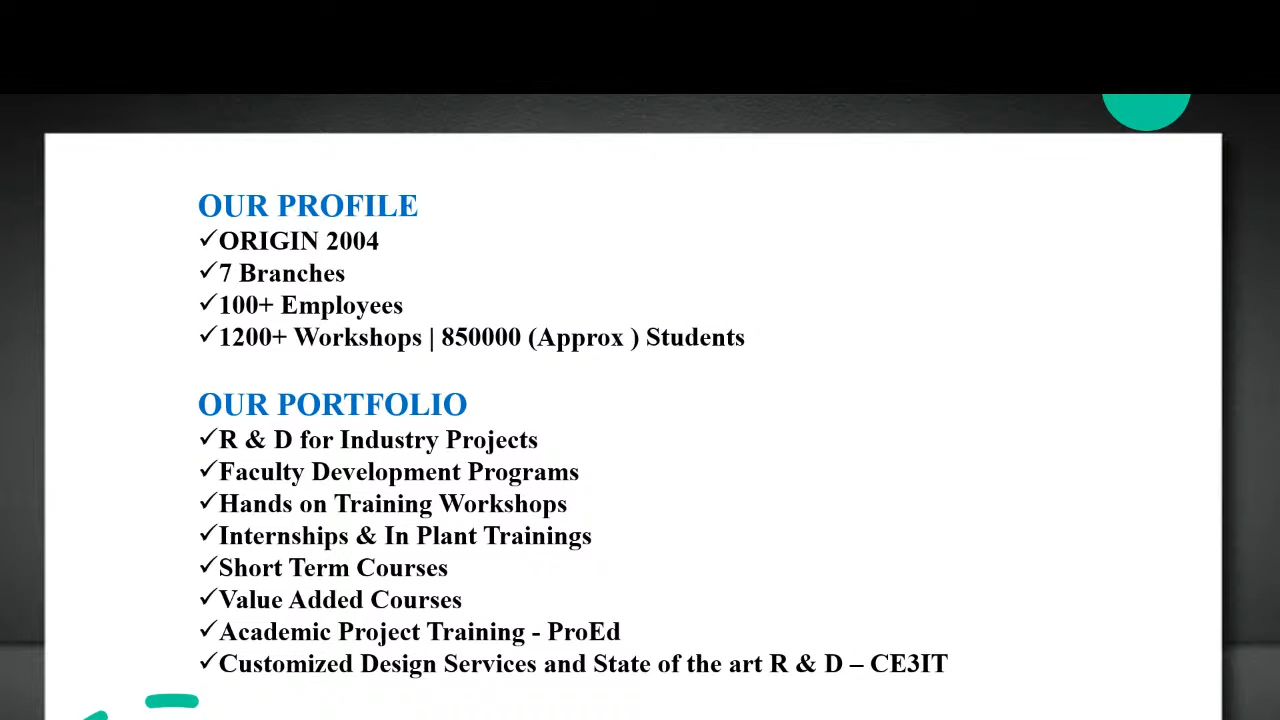 OUR PROFILE
✓ORIGIN 2004
✓7 Branches
✓100+ Employees
✓1200+ Workshops | 850000 (Approx ) Students
OUR PORTFOLIO
✓R & D for Industry Projects
✓Faculty Development Programs
✓Hands on Training Workshops
✓Internships & In Plant Trainings
✓Short Term Courses
✓Value Added Courses
✓Academic Project Training - ProEd
✓Customized Design Services and State of the art R & D – CE3IT